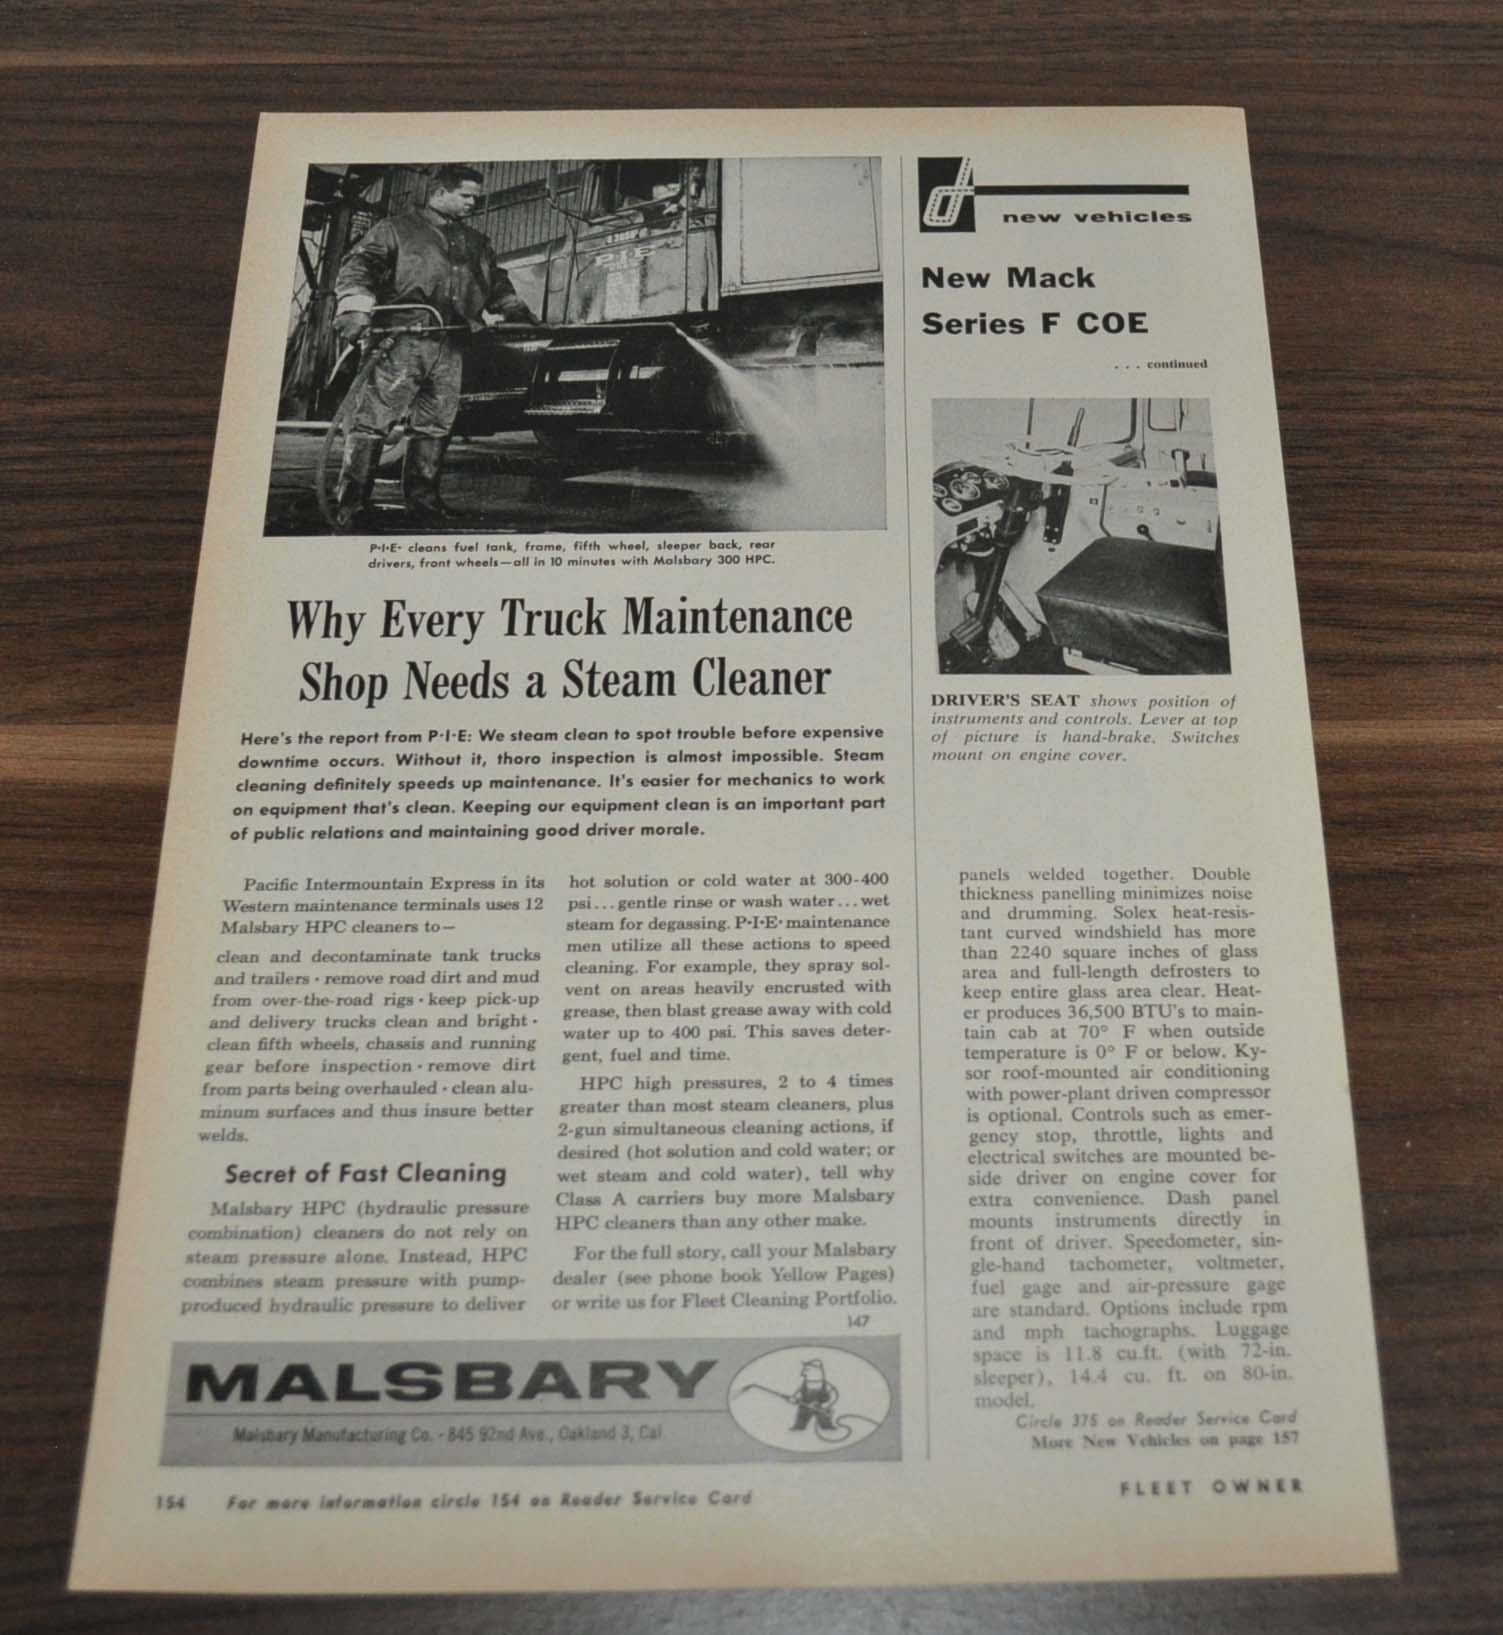 P·I·E
P·I·E· cleans fuel tank, frame, fifth wheel, sleeper back, rear
drivers, front wheels—all in 10 minutes with Malsbary 300 HPC.
Why Every Truck Maintenance
Shop Needs a Steam Cleaner
Here's the report from P·I·E: We steam clean to spot trouble before expensive
downtime occurs. Without it, thoro inspection is almost impossible. Steam
cleaning definitely speeds up maintenance. It's easier for mechanics to work
on equipment that's clean. Keeping our equipment clean is an important part
of public relations and maintaining good driver morale.
Pacific Intermountain Express in its
Western maintenance terminals uses 12
Malsbary HPC cleaners to—
clean and decontaminate tank trucks
and trailers · remove road dirt and mud
from over-the-road rigs · keep pick-up
and delivery trucks clean and bright ·
clean fifth wheels, chassis and running
gear before inspection · remove dirt
from parts being overhauled · clean alu-
minum surfaces and thus insure better
welds.
Secret of Fast Cleaning
Malsbary HPC (hydraulic pressure
combination) cleaners do not rely on
steam pressure alone. Instead, HPC
combines steam pressure with pump-
produced hydraulic pressure to deliver
hot solution or cold water at 300-400
psi...gentle rinse or wash water...wet
steam for degassing. P·I·E· maintenance
men utilize all these actions to speed
cleaning. For example, they spray sol-
vent on areas heavily encrusted with
grease, then blast grease away with cold
water up to 400 psi. This saves deter-
gent, fuel and time.
HPC high pressures, 2 to 4 times
greater than most steam cleaners, plus
2-gun simultaneous cleaning actions, if
desired (hot solution and cold water; or
wet steam and cold water), tell why
Class A carriers buy more Malsbary
HPC cleaners than any other make.
For the full story, call your Malsbary
dealer (see phone book Yellow Pages)
or write us for Fleet Cleaning Portfolio.
147
MALSBARY
Malsbary Manufacturing Co. · 845 92nd Ave., Oakland 3, Cal.
154 For more information circle 154 on Reader Service Card
new vehicles
New Mack
Series F COE
. . . continued
DRIVER'S SEAT shows position of
instruments and controls. Lever at top
of picture is hand-brake. Switches
mount on engine cover.
panels welded together. Double
thickness panelling minimizes noise
and drumming. Solex heat-resis-
tant curved windshield has more
than 2240 square inches of glass
area and full-length defrosters to
keep entire glass area clear. Heat-
er produces 36,500 BTU's to main-
tain cab at 70° F when outside
temperature is 0° F or below. Ky-
sor roof-mounted air conditioning
with power-plant driven compressor
is optional. Controls such as emer-
gency stop, throttle, lights and
electrical switches are mounted be-
side driver on engine cover for
extra convenience. Dash panel
mounts instruments directly in
front of driver. Speedometer, sin-
gle-hand tachometer, voltmeter,
fuel gage and air-pressure gage
are standard. Options include rpm
and mph tachographs. Luggage
space is 11.8 cu.ft. (with 72-in.
sleeper), 14.4 cu. ft. on 80-in.
model.
Circle 375 on Reader Service Card
More New Vehicles on page 157
FLEET OWNER